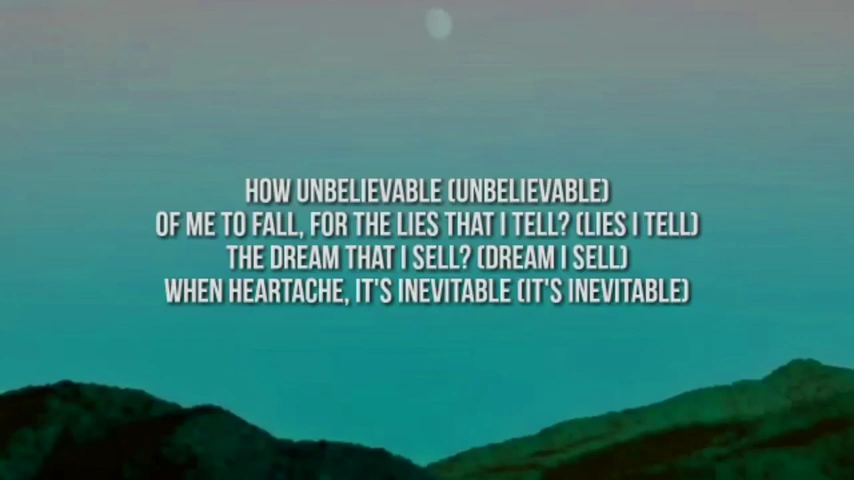 HOW UNBELIEVABLE (UNBELIEVABLE)
OF ME TO FALL, FOR THE LIES THAT I TELL? (LIES I TELL)
THE DREAM THAT I SELL? (DREAM I SELL)
WHEN HEARTACHE, IT'S INEVITABLE (IT'S INEVITABLE)